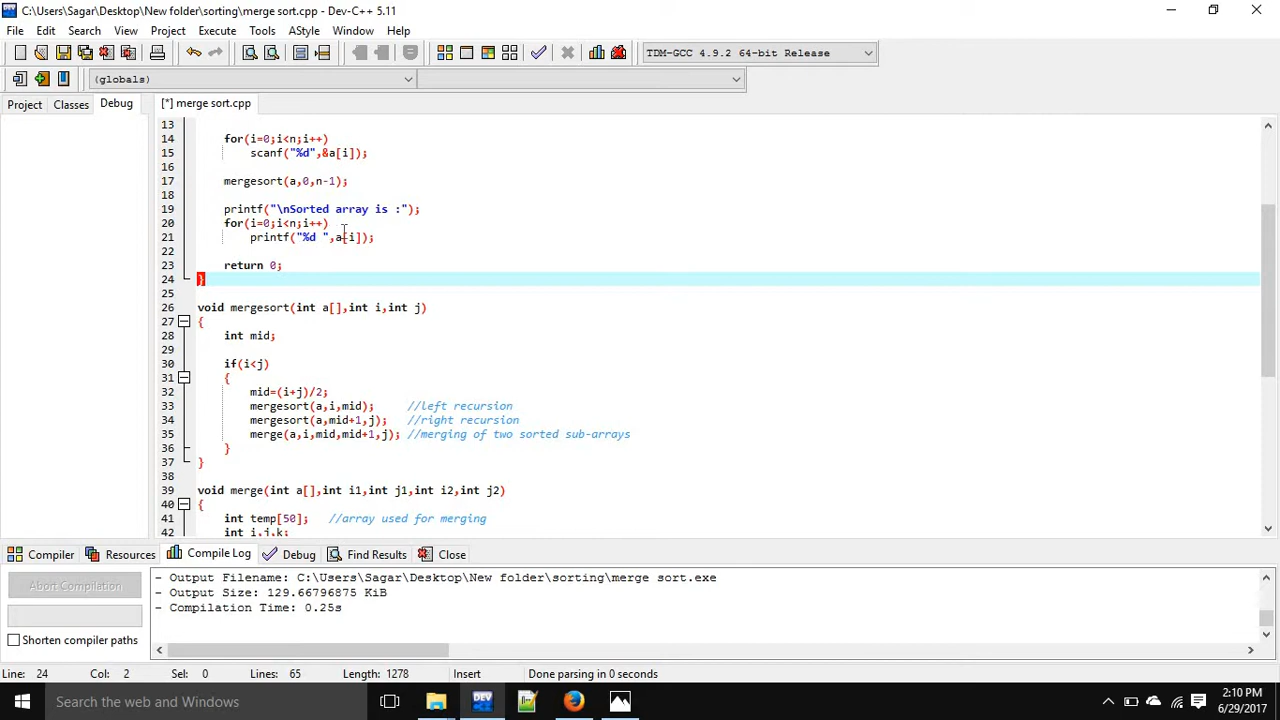 C:\Users\Sagar\Desktop\New folder\sorting\merge sort.cpp - Dev-C++ 5.11
File Edit Search View Project Execute Tools AStyle Window Help
TDM-GCC 4.9.2 64-bit Release
(globals)
Project Classes Debug [*] merge sort.cpp
13
14 for(i=0;i<n;i++)
15 scanf("%d",&a[i]);
16
17 mergesort(a,0,n-1);
18
19 printf("\nSorted array is :");
20 for(i=0;i<n;i++)
21 printf("%d ",a[i]);
22
23 return 0;
24 }
25
26 void mergesort(int a[],int i,int j)
27 {
28 int mid;
29
30 if(i<j)
31 {
32 mid=(i+j)/2;
33 mergesort(a,i,mid); //left recursion
34 mergesort(a,mid+1,j); //right recursion
35 merge(a,i,mid,mid+1,j); //merging of two sorted sub-arrays
36 }
37 }
38
39 void merge(int a[],int i1,int j1,int i2,int j2)
40 {
41 int temp[50]; //array used for merging
42 int i,j,k;
Compiler Resources Compile Log Debug Find Results Close
Abort Compilation
Shorten compiler paths
- Output Filename: C:\Users\Sagar\Desktop\New folder\sorting\merge sort.exe
- Output Size: 129.66796875 KiB
- Compilation Time: 0.25s
Line: 24 Col: 2 Sel: 0 Lines: 65 Length: 1278 Insert Done parsing in 0 seconds
Search the web and Windows
DEV
2:10 PM
6/29/2017